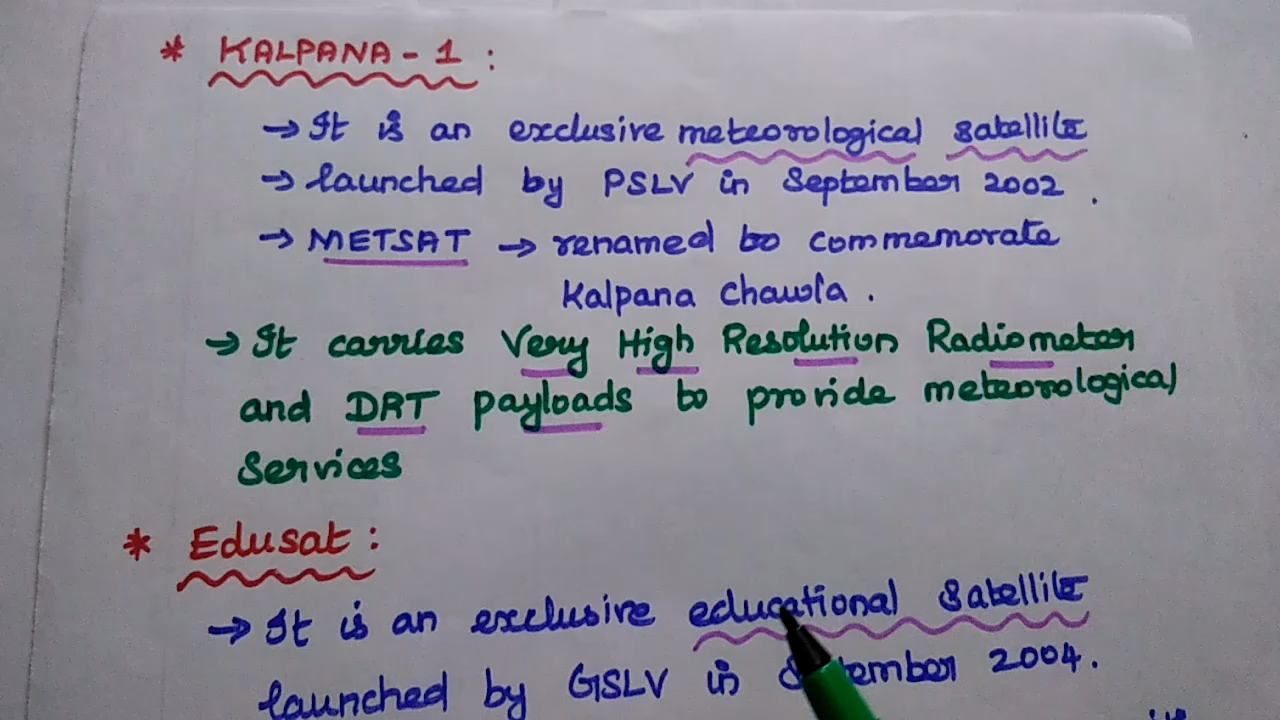 * KALPANA - 1 :
→ It is an exclusive meteorological satellite
→ launched by PSLV in September 2002 .
→ METSAT → renamed to commemorate
Kalpana Chawla .
→ It carries Very High Resolution Radiometer
and DRT payloads to provide meteorological
Services
* Edusat :
→ It is an exclusive educational satellite
launched by GSLV in September 2004 .